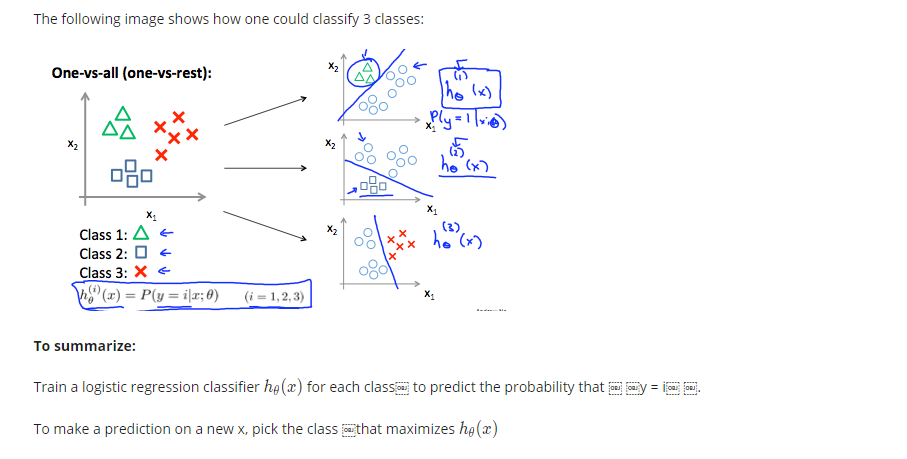 The following image shows how one could classify 3 classes:
One-vs-all (one-vs-rest):
x₂
x₁
Class 1: △ ←
Class 2: □ ←
Class 3: ✕ ←
h_θ^(i)(x) = P(y = i|x; θ) (i = 1, 2, 3)
x₂
x₁
h_θ^(1)(x)
P(y=1|x;θ)
x₂
x₁
h_θ^(2)(x)
x₂
x₁
h_θ^(3)(x)
To summarize:
Train a logistic regression classifier h_θ(x) for each class to predict the probability that y = i .
To make a prediction on a new x, pick the class that maximizes h_θ(x)